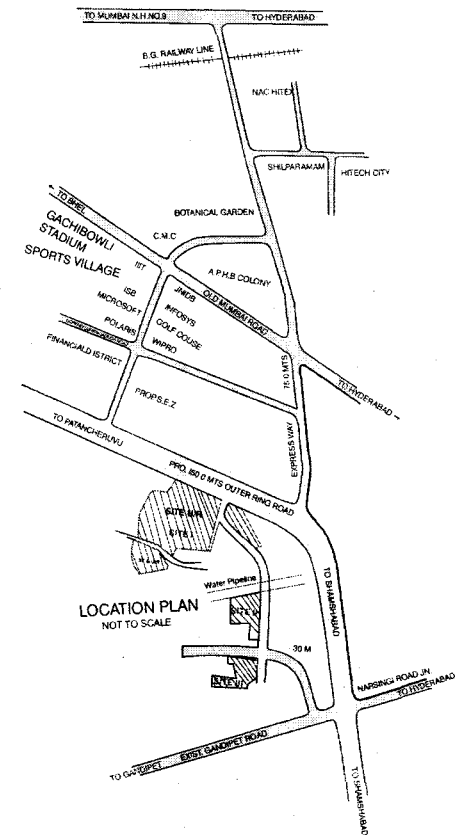 TO MUMBAI N.H.NO.9
TO HYDERABAD
B.G. RAILWAY LINE
NAC HITEX
SHILPARAMAM
HITECH CITY
TO BHEL
BOTANICAL GARDEN
GACHIBOWLI
STADIUM
SPORTS VILLAGE
C.M.C
IIIT
A.P.H.B COLONY
ISB
MICROSOFT
POLARIS
JNIDB
INFOSYS
GOLF COUSE
WIPRO
OLD MUMBAI ROAD
FINANCIAL DISTRICT
75.0 MTS
TO HYDERABAD
PROP S.E.Z
TO PATANCHERUVU
EXPRESS WAY
PRO. 150.0 MTS OUTER RING ROAD
SITE I
Water Pipeline
TO SHAMSHABAD
LOCATION PLAN
NOT TO SCALE
30 M
NARSINGI ROAD JN
TO HYDERABAD
TO GANDIPET
EXIST. GANDIPET ROAD
TO SHAMSHABAD